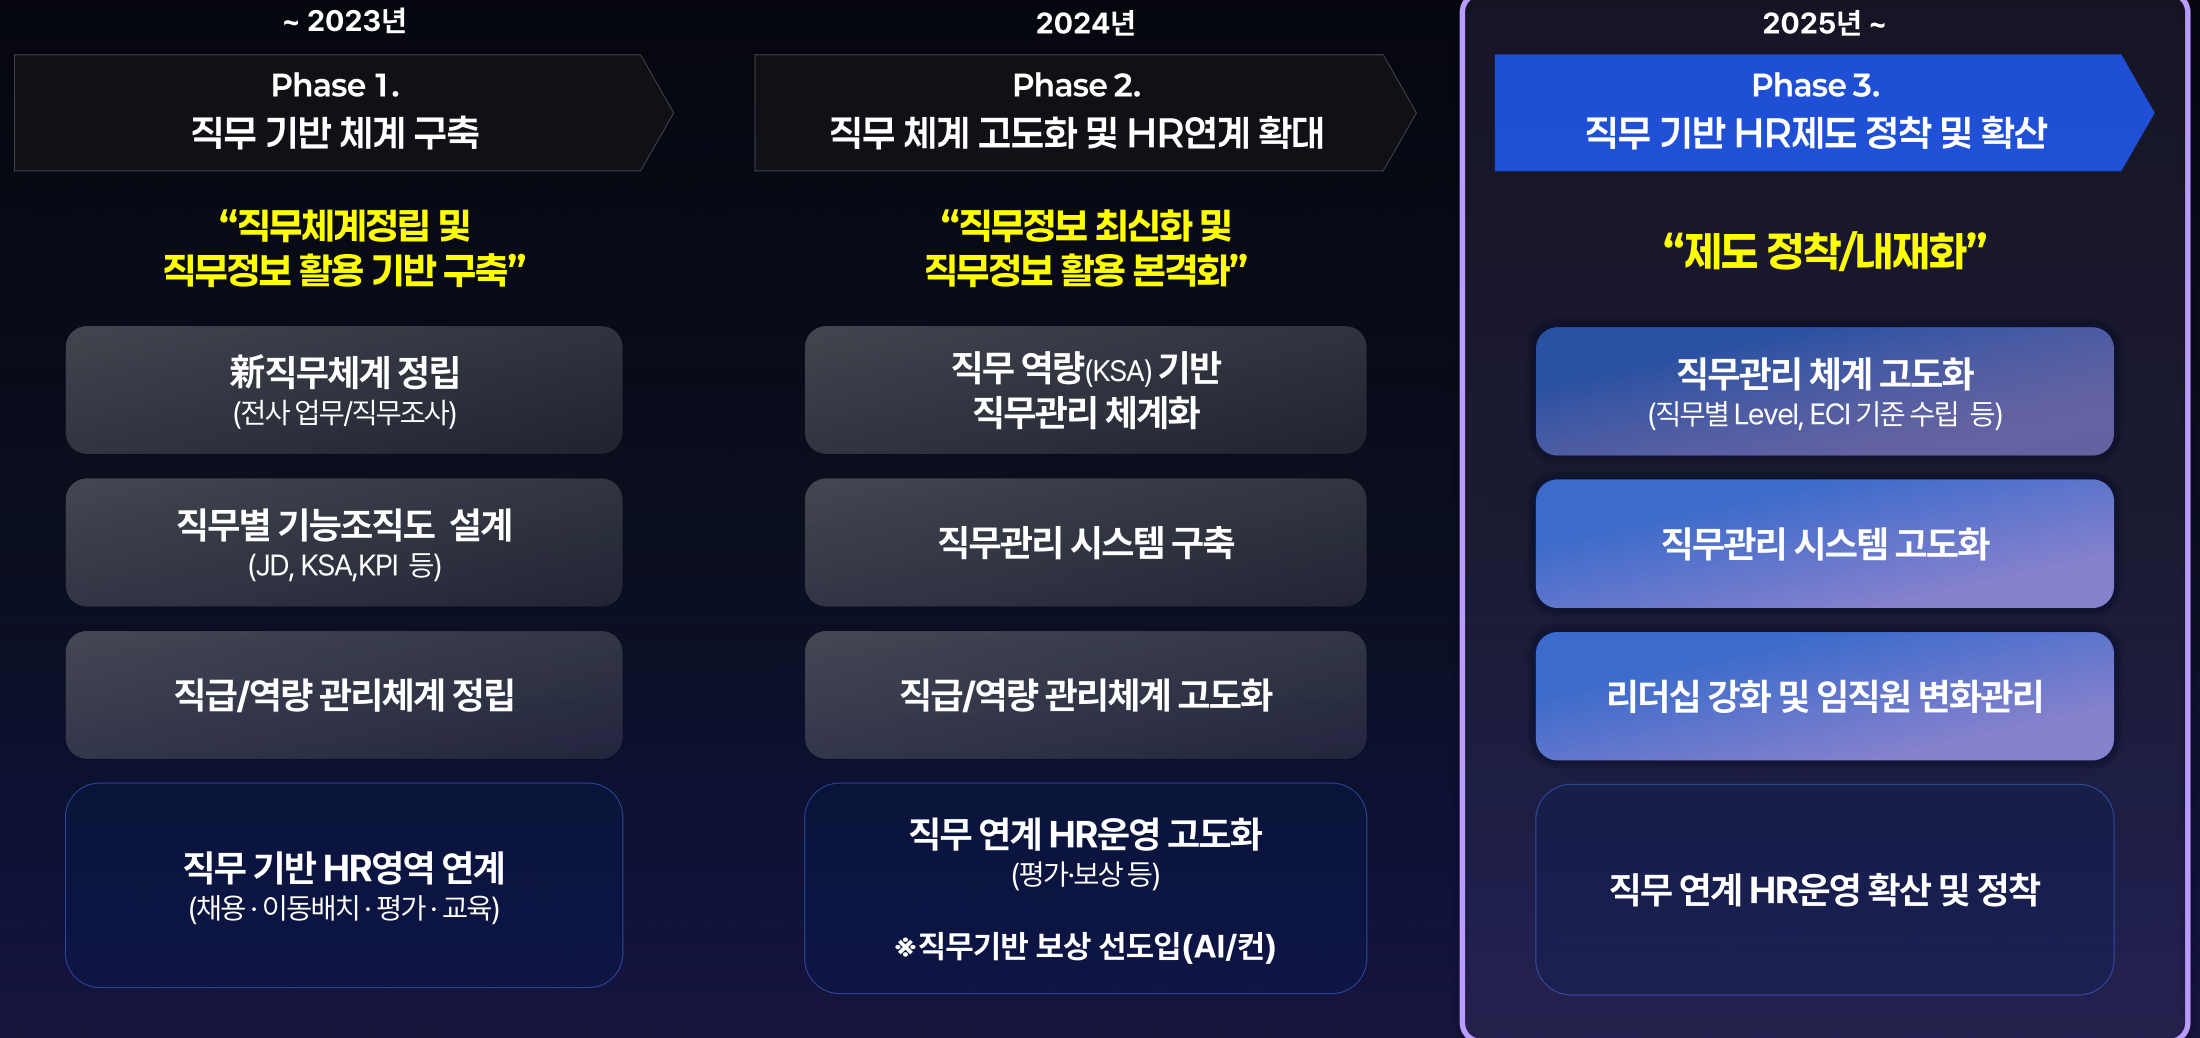 ~ 2023년
Phase 1.
직무 기반 체계 구축
“직무체계정립 및
직무정보 활용 기반 구축”
新직무체계 정립
(전사 업무/직무조사)
직무별 기능조직도 설계
(JD, KSA,KPI 등)
직급/역량 관리체계 정립
직무 기반 HR영역 연계
(채용 · 이동배치 · 평가 · 교육)
2024년
Phase 2.
직무 체계 고도화 및 HR연계 확대
“직무정보 최신화 및
직무정보 활용 본격화”
직무 역량(KSA) 기반
직무관리 체계화
직무관리 시스템 구축
직급/역량 관리체계 고도화
직무 연계 HR운영 고도화
(평가·보상 등)
※직무기반 보상 선도입(AI/컨)
2025년 ~
Phase 3.
직무 기반 HR제도 정착 및 확산
“제도 정착/내재화”
직무관리 체계 고도화
(직무별 Level, ECI 기준 수립 등)
직무관리 시스템 고도화
리더십 강화 및 임직원 변화관리
직무 연계 HR운영 확산 및 정착